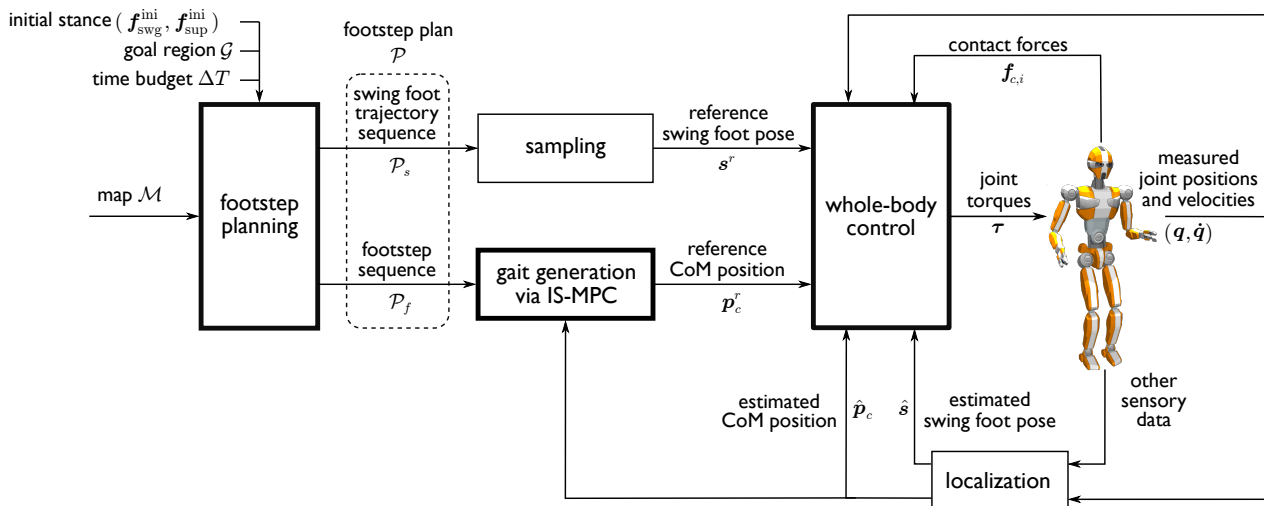 initial stance ( f_swg^ini, f_sup^ini )
goal region 𝒢
time budget ΔT
map ℳ
footstep
planning
footstep plan
𝒫
swing foot
trajectory
sequence
𝒫_s
footstep
sequence
𝒫_f
sampling
gait generation
via IS-MPC
reference
swing foot pose
s^r
reference
CoM position
p_c^r
whole-body
control
contact forces
f_c,i
joint
torques
τ
measured
joint positions
and velocities
(q, q̇)
other
sensory
data
estimated
CoM position
p̂_c
ŝ
estimated
swing foot pose
localization